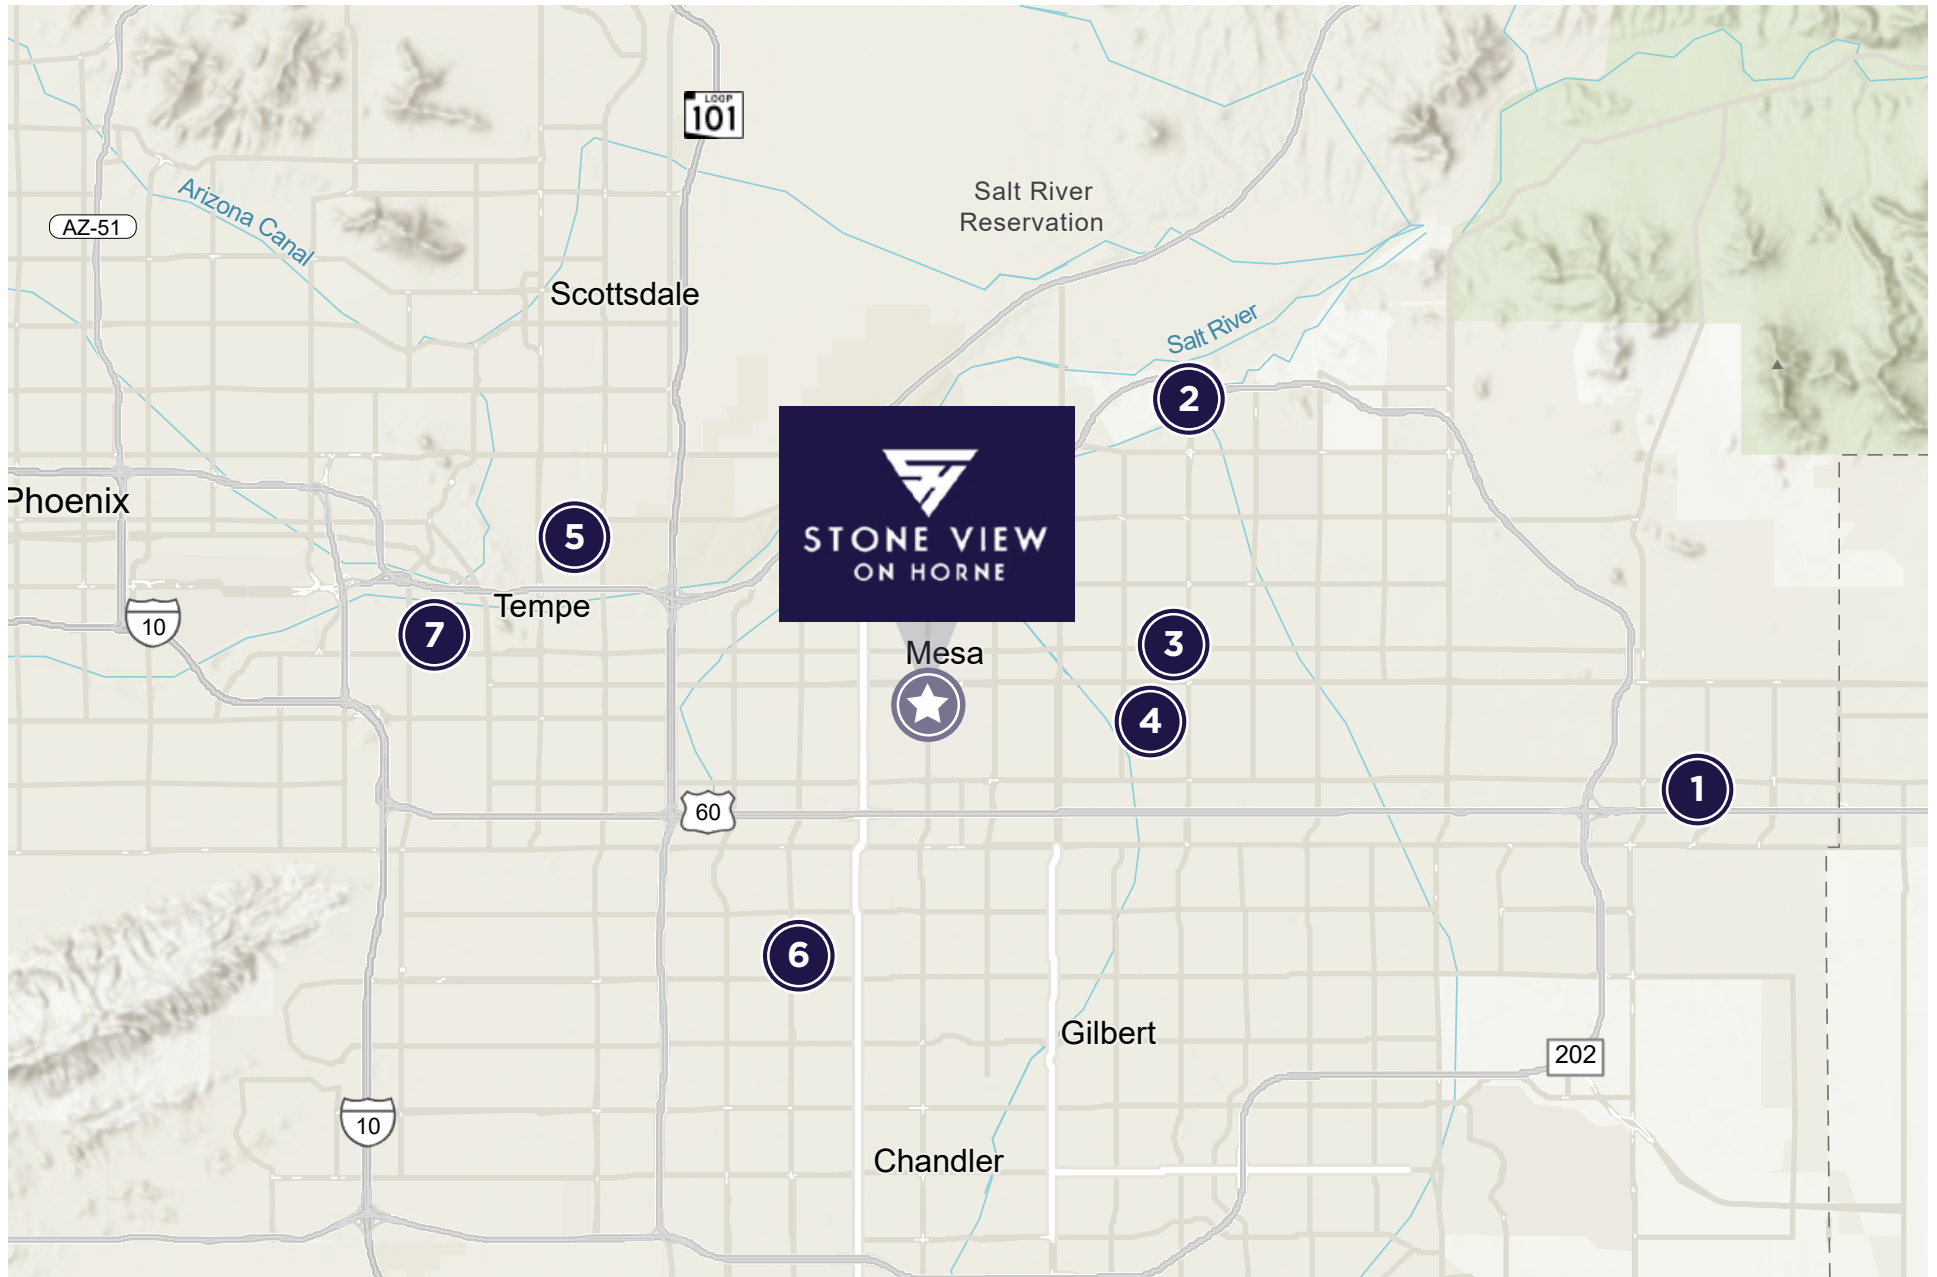 LOOP
101
Salt River
Reservation
AZ-51
Arizona Canal
Scottsdale
Salt River
2
STONE VIEW
ON HORNE
Phoenix
5
Tempe
10
7
Mesa
3
4
1
60
6
Gilbert
202
10
Chandler